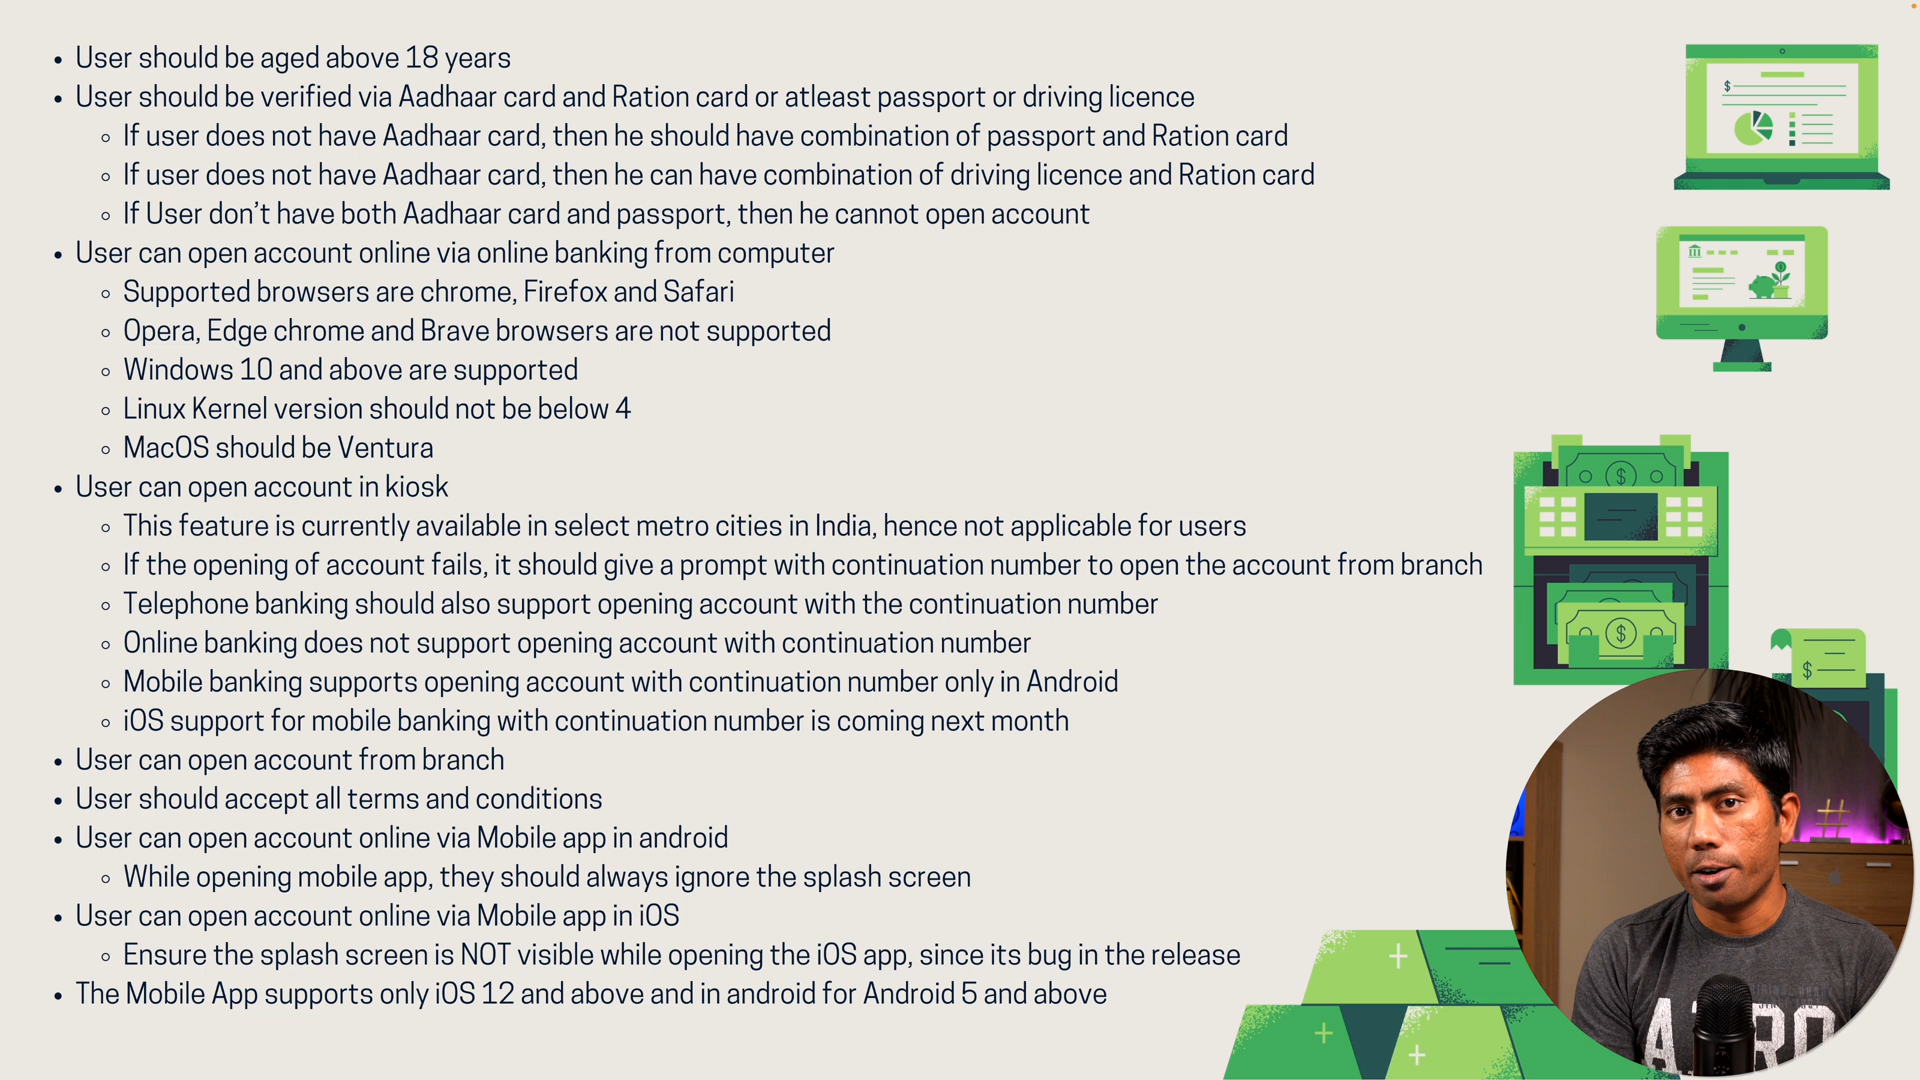 User should be aged above 18 years
User should be verified via Aadhaar card and Ration card or atleast passport or driving licence
If user does not have Aadhaar card, then he should have combination of passport and Ration card
If user does not have Aadhaar card, then he can have combination of driving licence and Ration card
If User don’t have both Aadhaar card and passport, then he cannot open account
User can open account online via online banking from computer
Supported browsers are chrome, Firefox and Safari
Opera, Edge chrome and Brave browsers are not supported
Windows 10 and above are supported
Linux Kernel version should not be below 4
MacOS should be Ventura
User can open account in kiosk
This feature is currently available in select metro cities in India, hence not applicable for users
If the opening of account fails, it should give a prompt with continuation number to open the account from branch
Telephone banking should also support opening account with the continuation number
Online banking does not support opening account with continuation number
Mobile banking supports opening account with continuation number only in Android
iOS support for mobile banking with continuation number is coming next month
User can open account from branch
User should accept all terms and conditions
User can open account online via Mobile app in android
While opening mobile app, they should always ignore the splash screen
User can open account online via Mobile app in iOS
Ensure the splash screen is NOT visible while opening the iOS app, since its bug in the release
The Mobile App supports only iOS 12 and above and in android for Android 5 and above